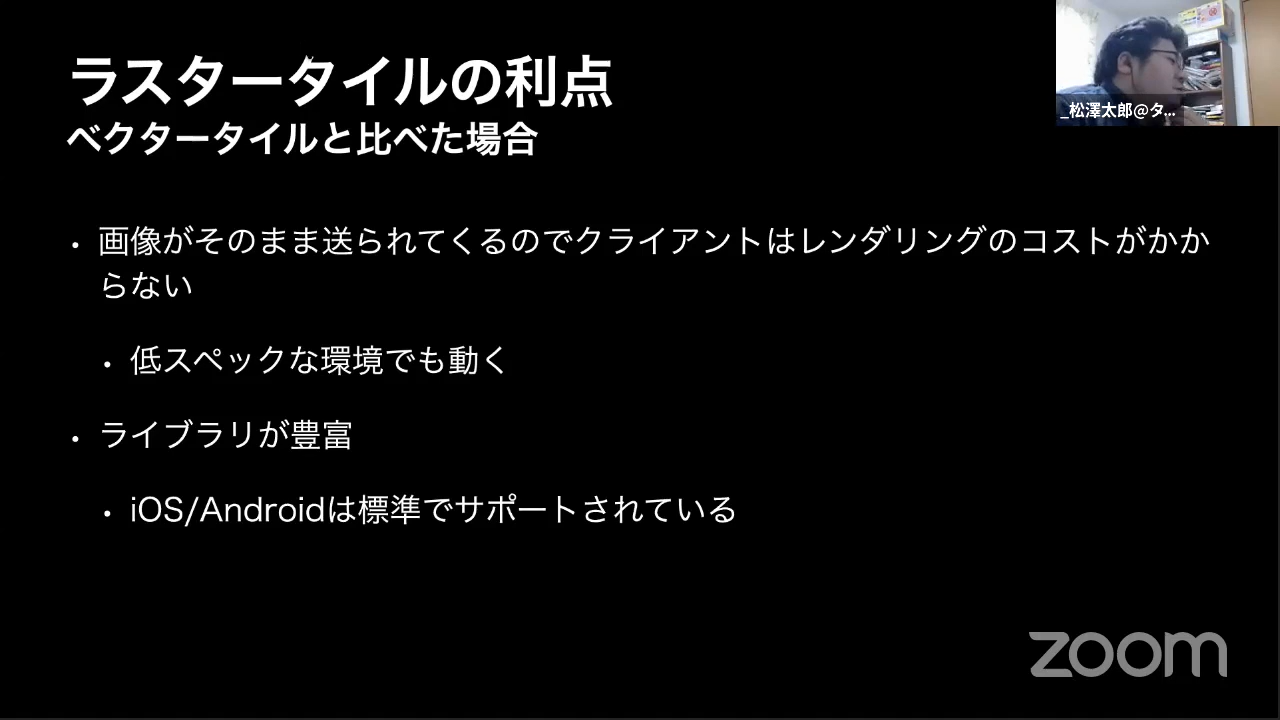 ラスタータイルの利点
ベクタータイルと比べた場合
_松澤太郎@タ...
・画像がそのまま送られてくるのでクライアントはレンダリングのコストがかか
らない
・低スペックな環境でも動く
・ライブラリが豊富
・iOS/Androidは標準でサポートされている
zoom